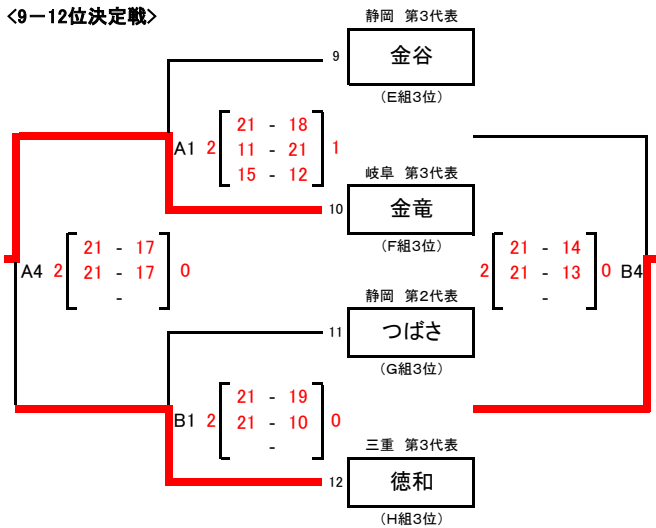 <9－12位決定戦>
静岡 第3代表
9 金谷
(E組3位)
A1 2 21 - 18 1
11 - 21
15 - 12
岐阜 第3代表
10 金竜
(F組3位)
A4 2 21 - 17 0
21 - 17
-
2 21 - 14 0 B4
21 - 13
-
静岡 第2代表
11 つばさ
(G組3位)
B1 2 21 - 19 0
21 - 10
-
三重 第3代表
12 徳和
(H組3位)